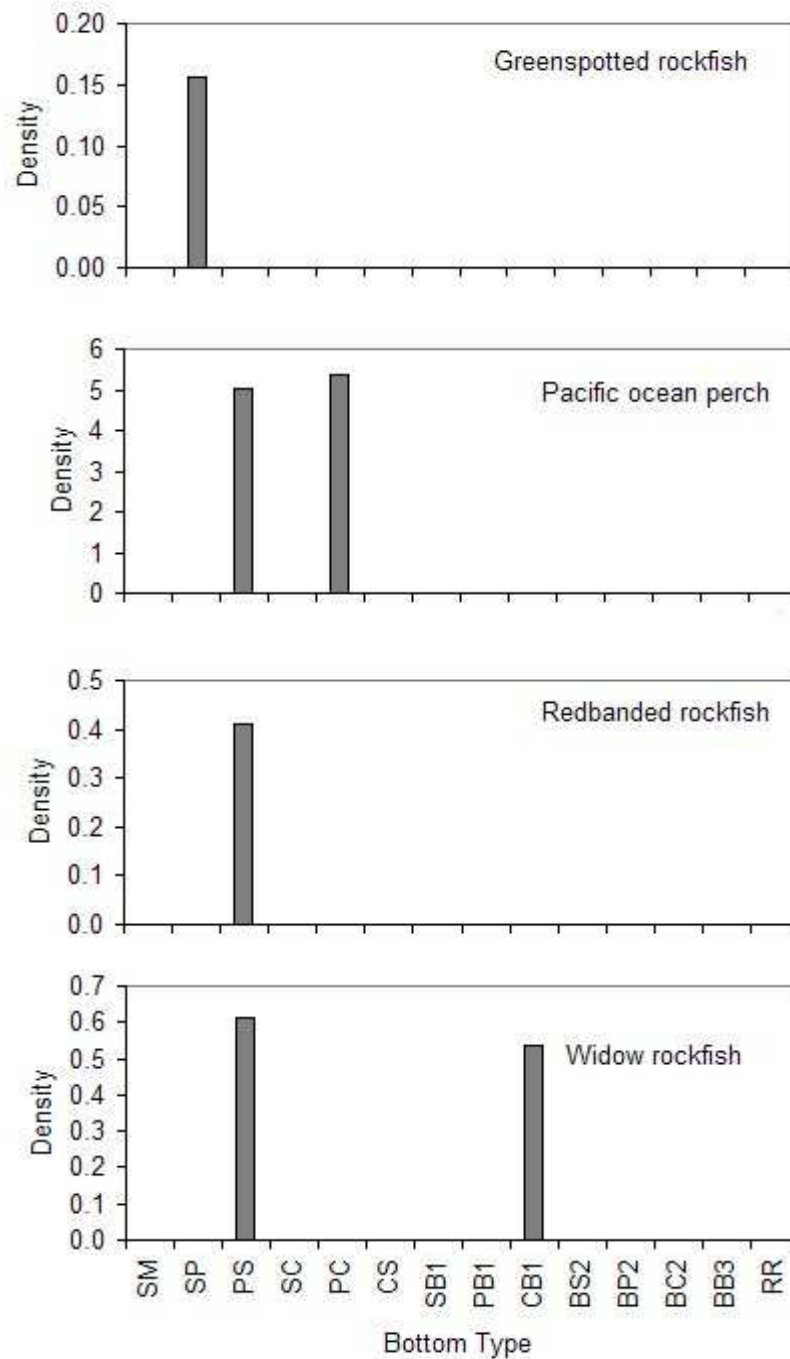 0.20
Greenspotted rockfish
0.15
Density
0.10
0.05
0.00
6
Pacific ocean perch
5
4
Density
3
2
1
0
0.5
Redbanded rockfish
0.4
0.3
Density
0.2
0.1
0.0
0.7
0.6
Widow rockfish
0.5
0.4
Density
0.3
0.2
0.1
0.0
SM SP PS SC PC CS SB1 PB1 CB1 BS2 BP2 BC2 BB3 RR
Bottom Type